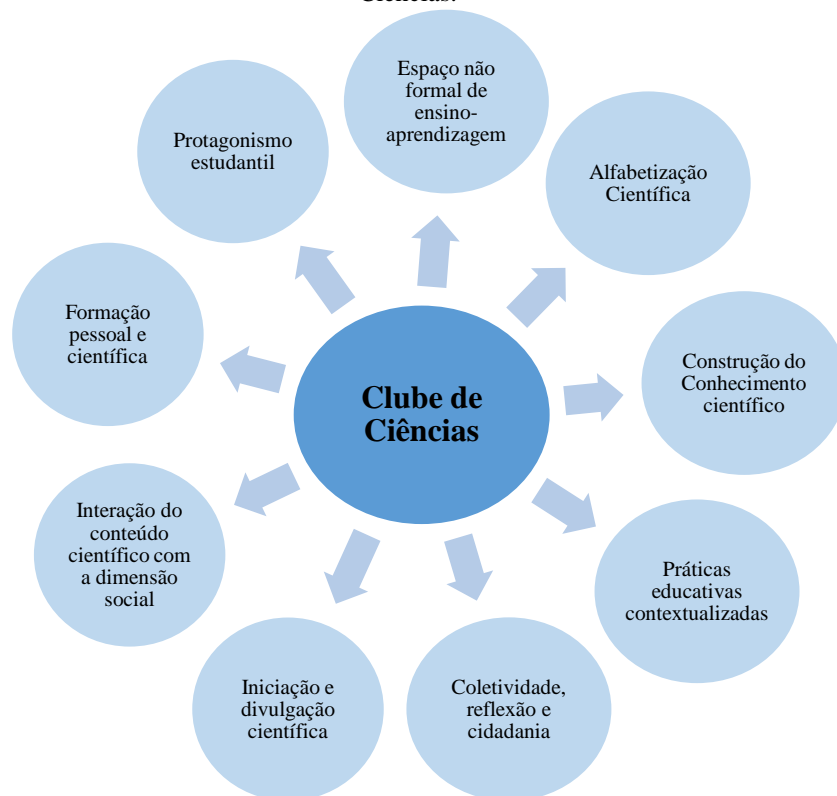 Ciências.
Espaço não
formal de
ensino-
aprendizagem
Alfabetização
Científica
Construção do
Conhecimento
científico
Práticas
educativas
contextualizadas
Coletividade,
reflexão e
cidadania
Iniciação e
divulgação
científica
Interação do
conteúdo
científico com
a dimensão
social
Formação
pessoal e
científica
Protagonismo
estudantil
Clube de
Ciências